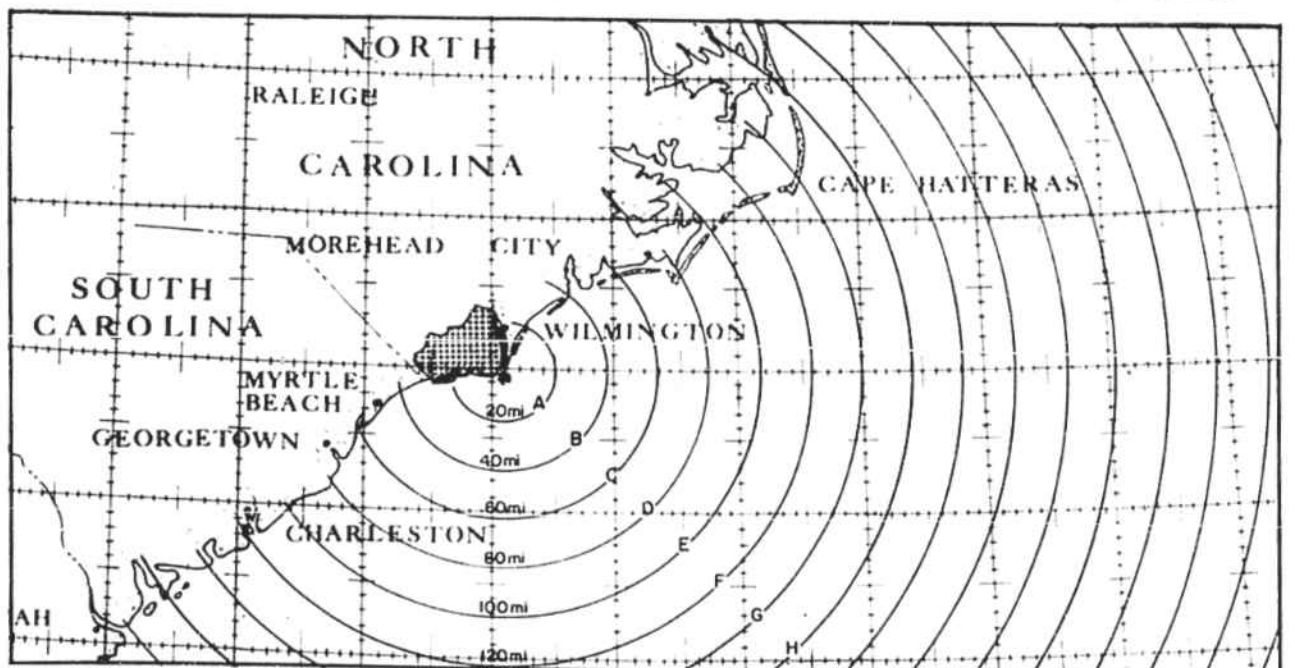 NORTH
RALEIGH
CAROLINA
CAPE HATTERAS
MOREHEAD CITY
SOUTH
CAROLINA
WILMINGTON
MYRTLE
BEACH
20mi A
GEORGETOWN
B
40mi
C
60mi
D
CHARLESTON
E
80mi
F
100mi
G
AH
H
120mi